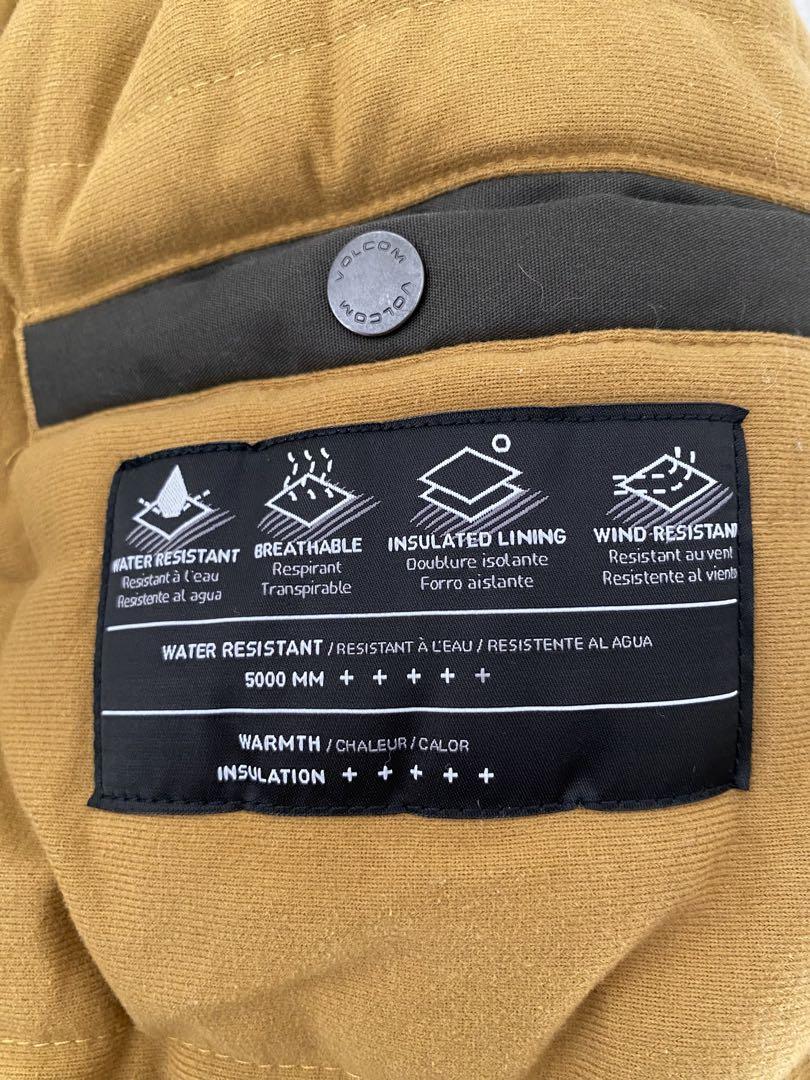 VOLCOM VOLCOM
WATER RESISTANT
Resistant à l'eau
Resistente al agua
BREATHABLE
Respirant
Transpirable
INSULATED LINING
Doublure isolante
Forro aislante
WIND RESISTAN
Resistant au vent
Resistente al viento
WATER RESISTANT / RESISTANT À L'EAU / RESISTENTE AL AGUA
5000 MM + + + + +
WARMTH / CHALEUR / CALOR
INSULATION + + + + +